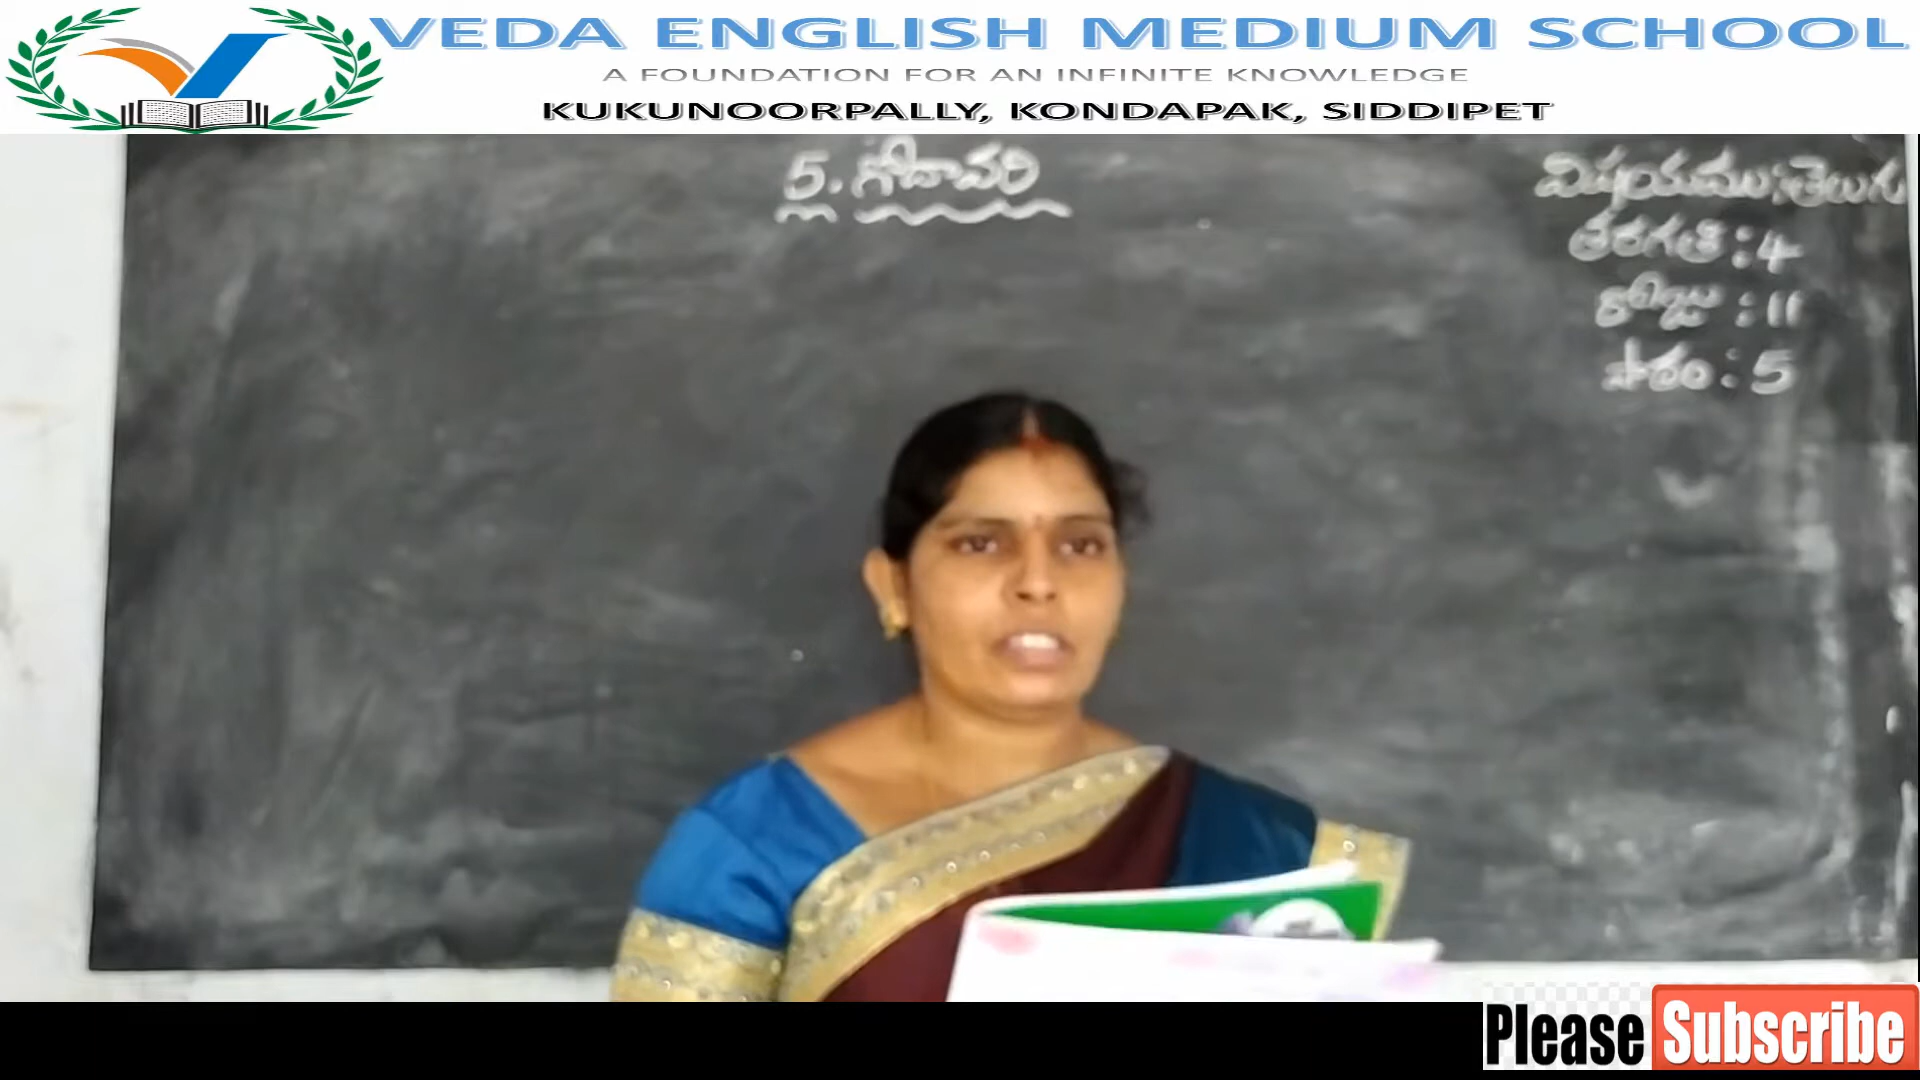 VEDA ENGLISH MEDIUM SCHOOL
A FOUNDATION FOR AN INFINITE KNOWLEDGE
KUKUNOORPALLY, KONDAPAK, SIDDIPET
5. గోదావరి
విషయము:తెలుగు
తరగతి : 4
రోజు : 11
పాఠం : 5
Please Subscribe